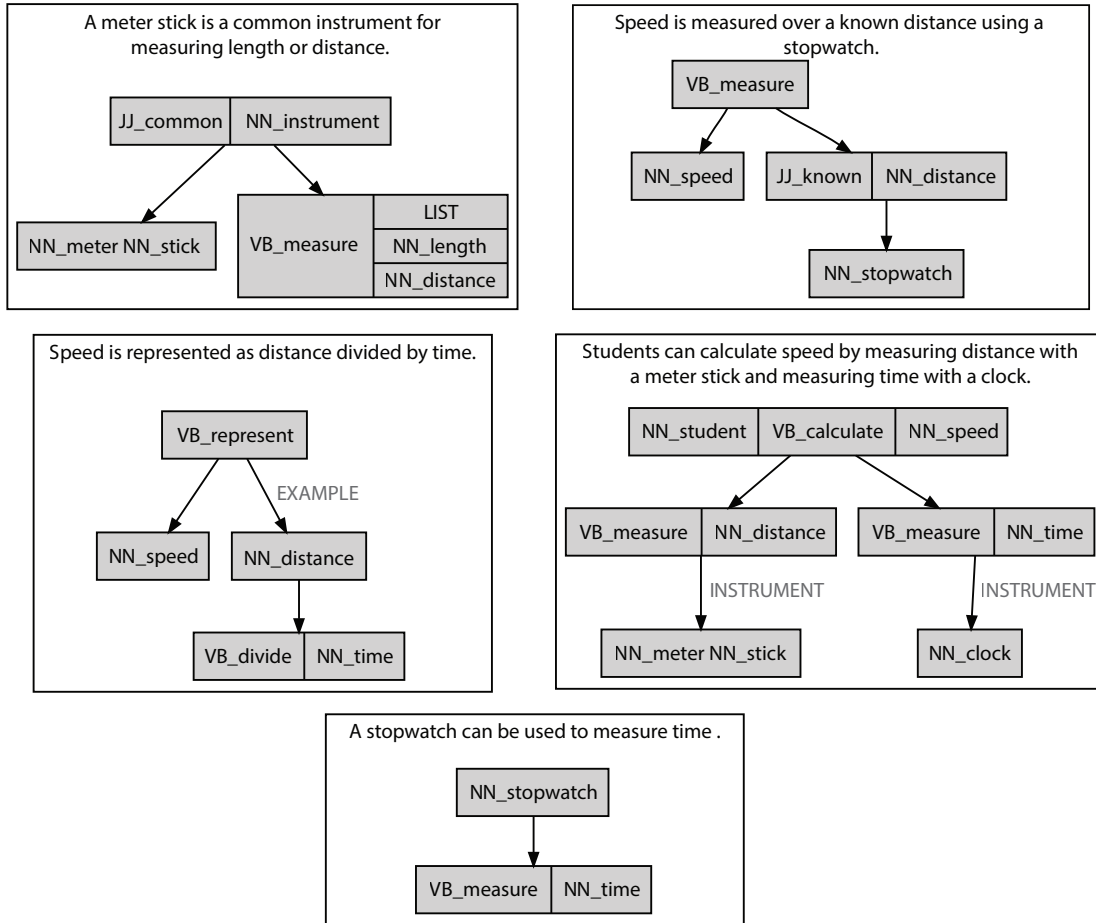 A meter stick is a common instrument for
measuring length or distance.
JJ_common NN_instrument
NN_meter NN_stick
VB_measure
LIST
NN_length
NN_distance
Speed is measured over a known distance using a
stopwatch.
VB_measure
NN_speed
JJ_known NN_distance
NN_stopwatch
Speed is represented as distance divided by time.
VB_represent
EXAMPLE
NN_speed
NN_distance
VB_divide NN_time
Students can calculate speed by measuring distance with
a meter stick and measuring time with a clock.
NN_student VB_calculate NN_speed
VB_measure NN_distance
VB_measure NN_time
INSTRUMENT
INSTRUMENT
NN_meter NN_stick
NN_clock
A stopwatch can be used to measure time .
NN_stopwatch
VB_measure NN_time